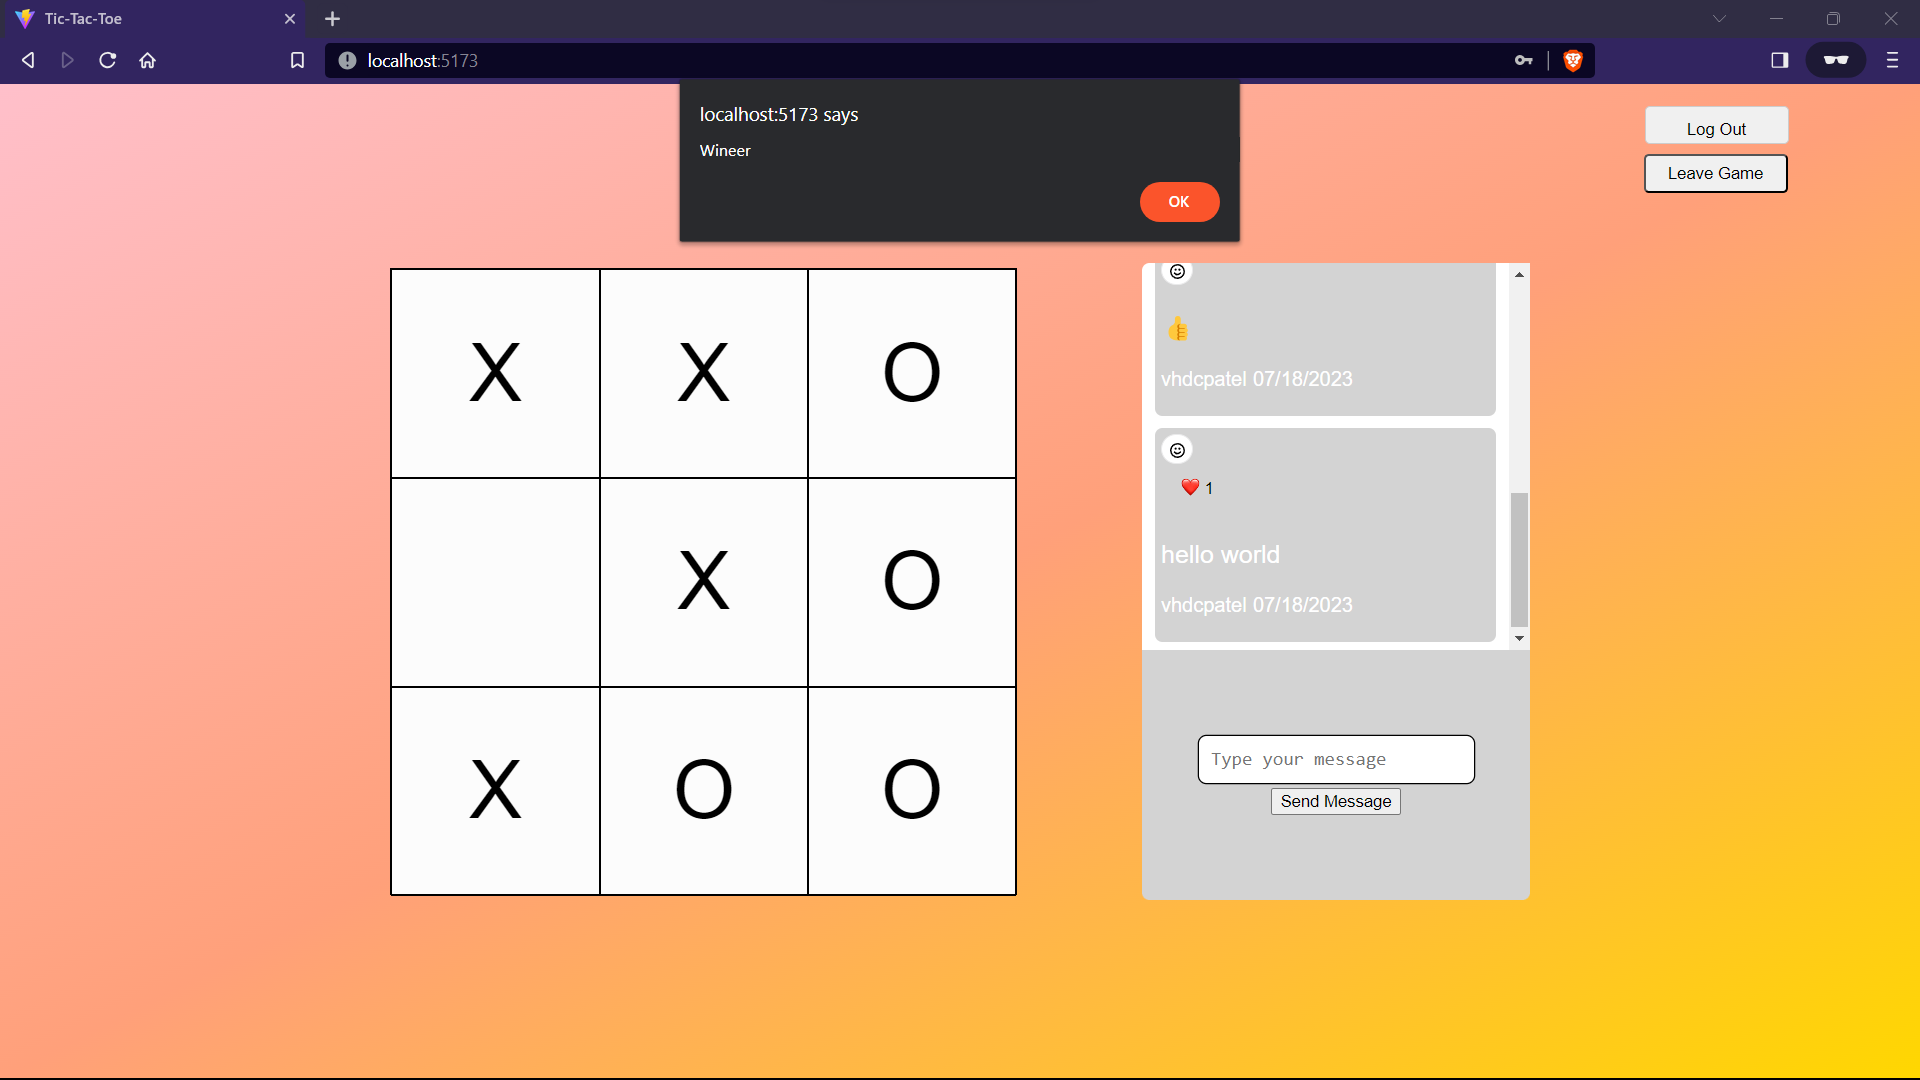 Tic-Tac-Toe
localhost:5173
localhost:5173 says
Wineer
OK
Log Out
Leave Game
X X O
X O
X O O
👍
vhdcpatel 07/18/2023
❤️ 1
hello world
vhdcpatel 07/18/2023
Type your message
Send Message